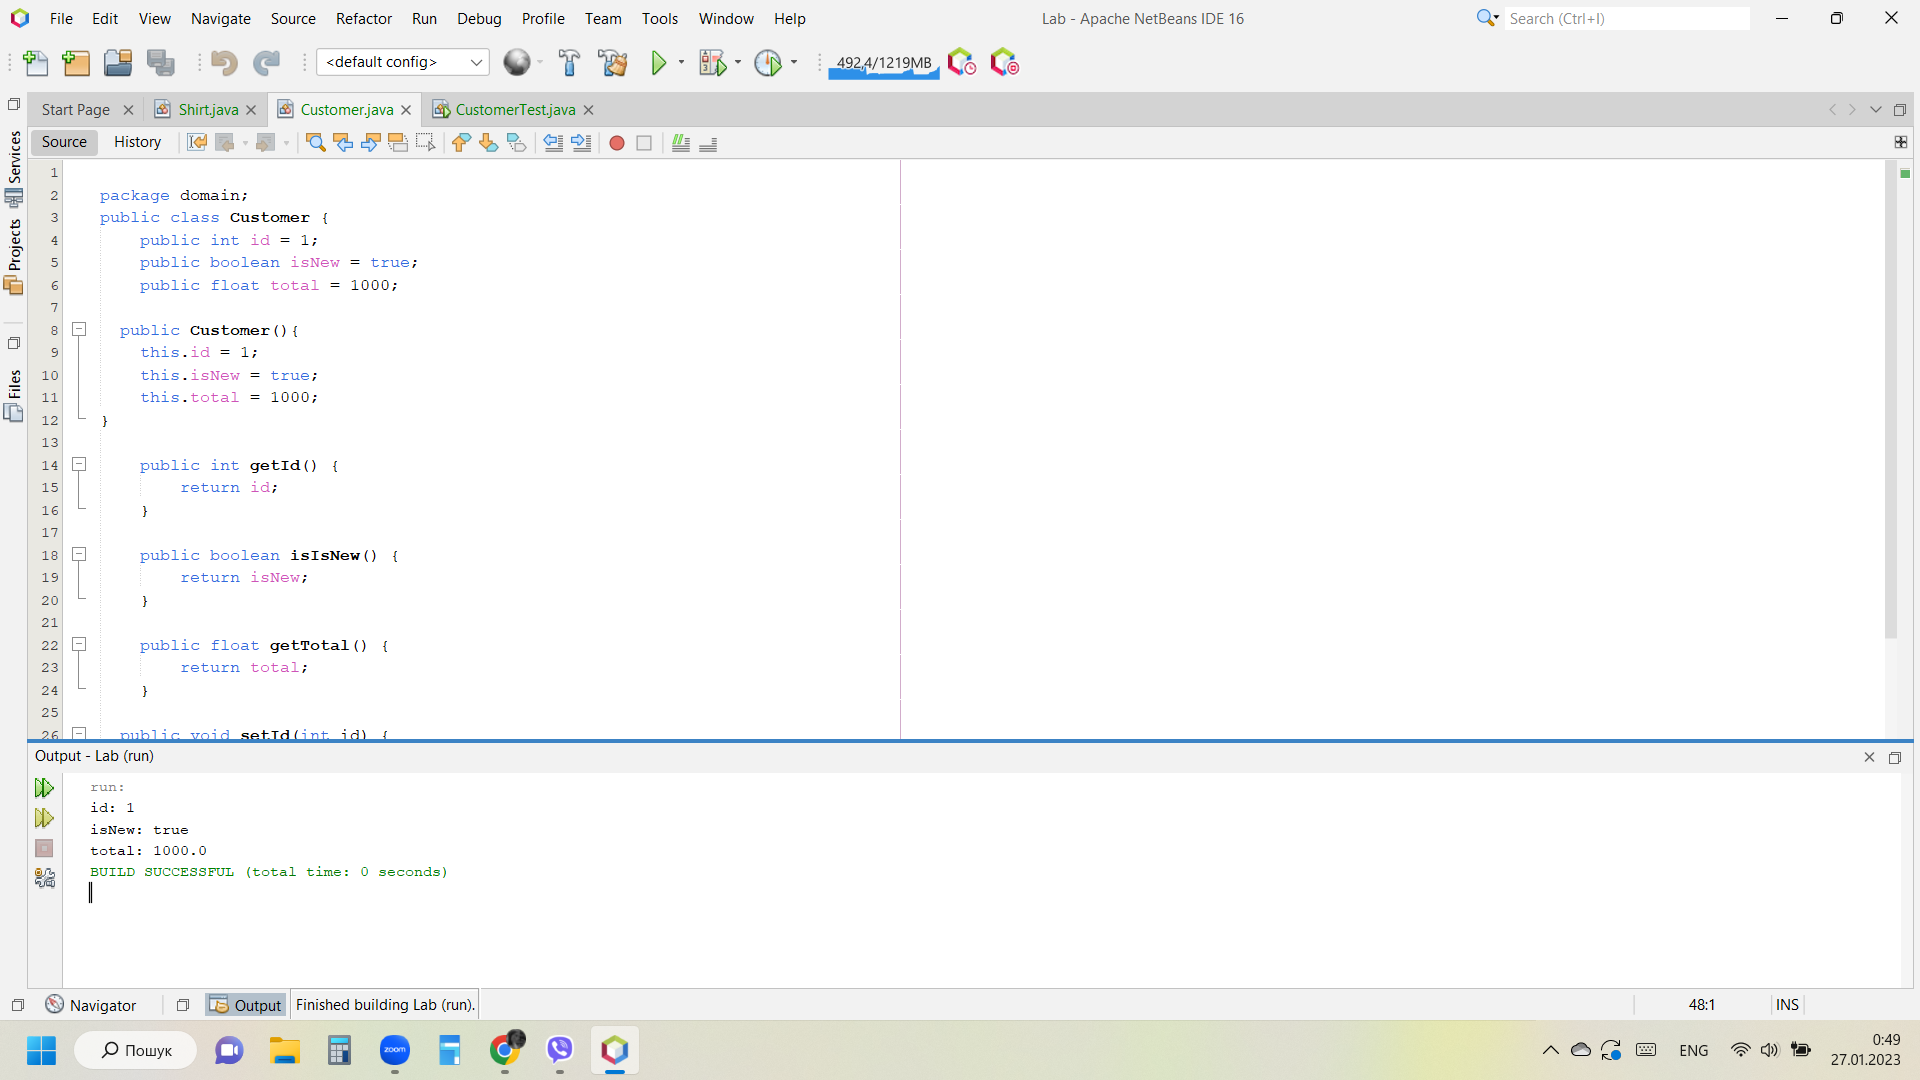 File Edit View Navigate Source Refactor Run Debug Profile Team Tools Window Help
Lab - Apache NetBeans IDE 16
Search (Ctrl+I)
<default config>
492,4/1219MB
Start Page
Shirt.java
Customer.java
CustomerTest.java
Source
History
Services
Projects
Files
1
2 package domain;
3 public class Customer {
4 public int id = 1;
5 public boolean isNew = true;
6 public float total = 1000;
7
8 public Customer(){
9 this.id = 1;
10 this.isNew = true;
11 this.total = 1000;
12 }
13
14 public int getId() {
15 return id;
16 }
17
18 public boolean isIsNew() {
19 return isNew;
20 }
21
22 public float getTotal() {
23 return total;
24 }
25
26 public void setId(int id) {
Output - Lab (run)
run:
id: 1
isNew: true
total: 1000.0
BUILD SUCCESSFUL (total time: 0 seconds)
Navigator
Output
Finished building Lab (run).
48:1
INS
Пошук
zoom
ENG
0:49
27.01.2023